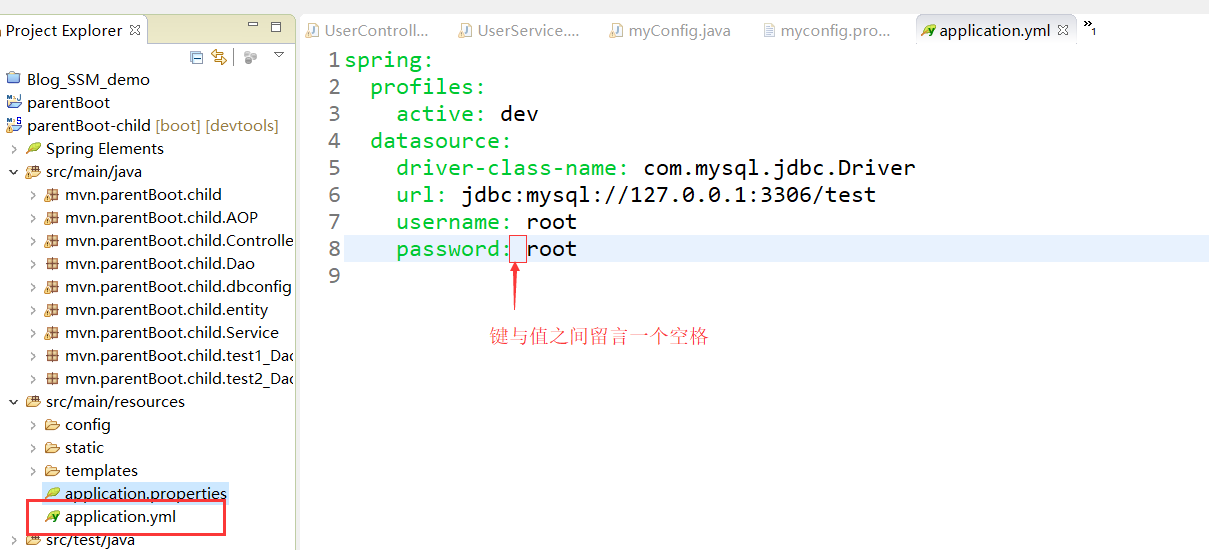 Project Explorer
UserControll...
UserService....
myConfig.java
myconfig.pro...
application.yml
»1
Blog_SSM_demo
parentBoot
parentBoot-child [boot] [devtools]
Spring Elements
src/main/java
mvn.parentBoot.child
mvn.parentBoot.child.AOP
mvn.parentBoot.child.Controlle
mvn.parentBoot.child.Dao
mvn.parentBoot.child.dbconfig
mvn.parentBoot.child.entity
mvn.parentBoot.child.Service
mvn.parentBoot.child.test1_Dao
mvn.parentBoot.child.test2_Dao
src/main/resources
config
static
templates
application.properties
application.yml
src/test/java
1 spring:
2 profiles:
3 active: dev
4 datasource:
5 driver-class-name: com.mysql.jdbc.Driver
6 url: jdbc:mysql://127.0.0.1:3306/test
7 username: root
8 password: root
9
键与值之间留言一个空格